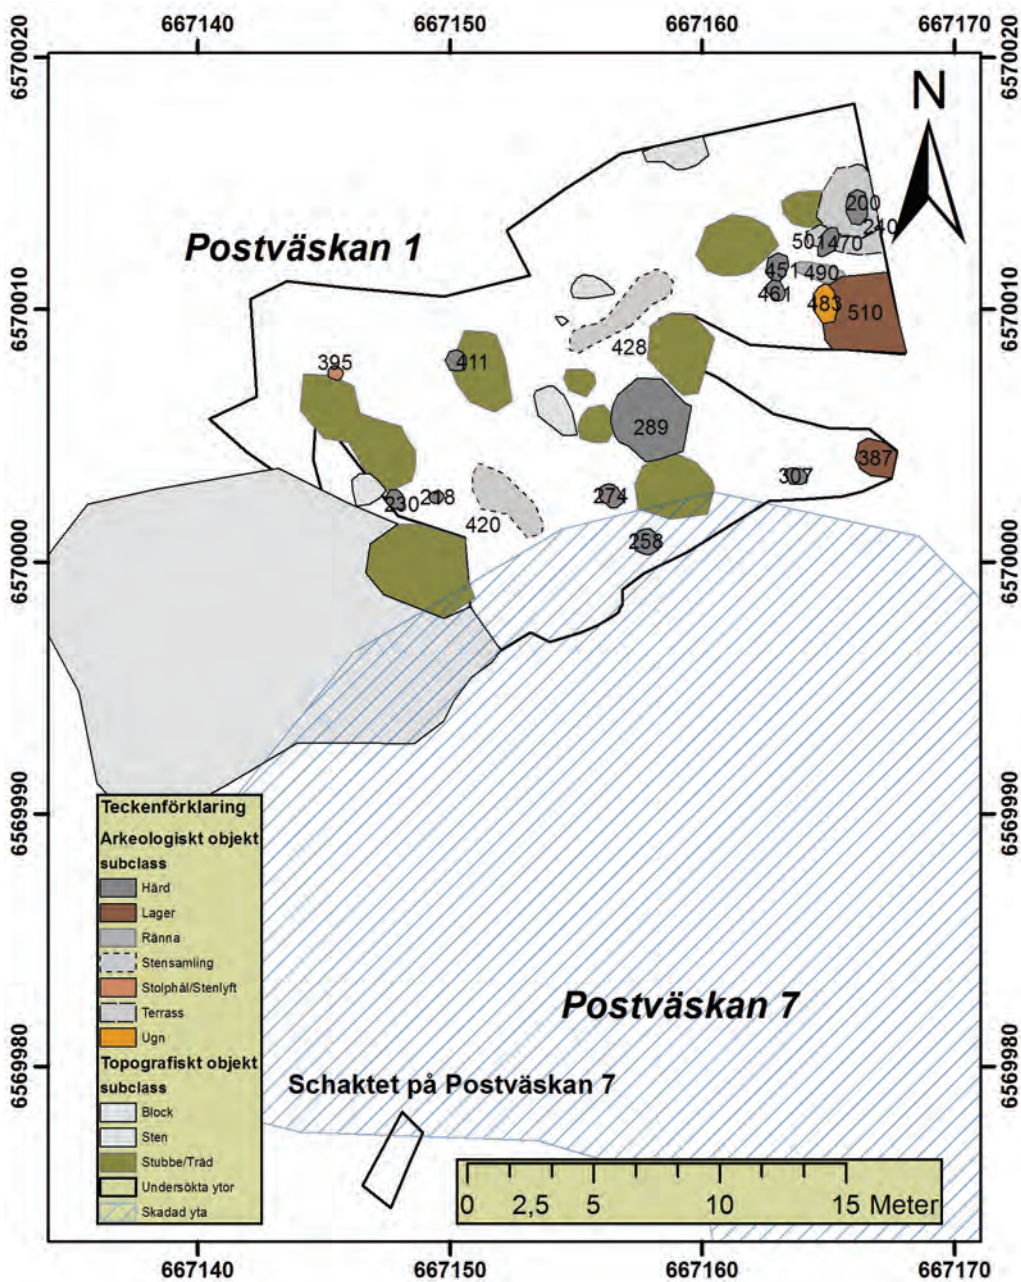 667140 667150 667160 667170
6570020 6570020
N
Postväskan 1
200
240
501 470
451 490
461 483 510
6570010 6570010
428
395 411
289
387
307
274
230 218
420
258
6570000 6570000
6569990 6569990
Teckenförklaring
Arkeologiskt objekt
subclass
Härd
Lager
Ränna
Stensamling
Stolphål/Stenlyft
Terrass
Ugn
Topografiskt objekt
subclass
Block
Sten
Stubbe/Träd
Undersökta ytor
Skadad yta
Postväskan 7
6569980 6569980
Schaktet på Postväskan 7
0 2,5 5 10 15 Meter
667140 667150 667160 667170